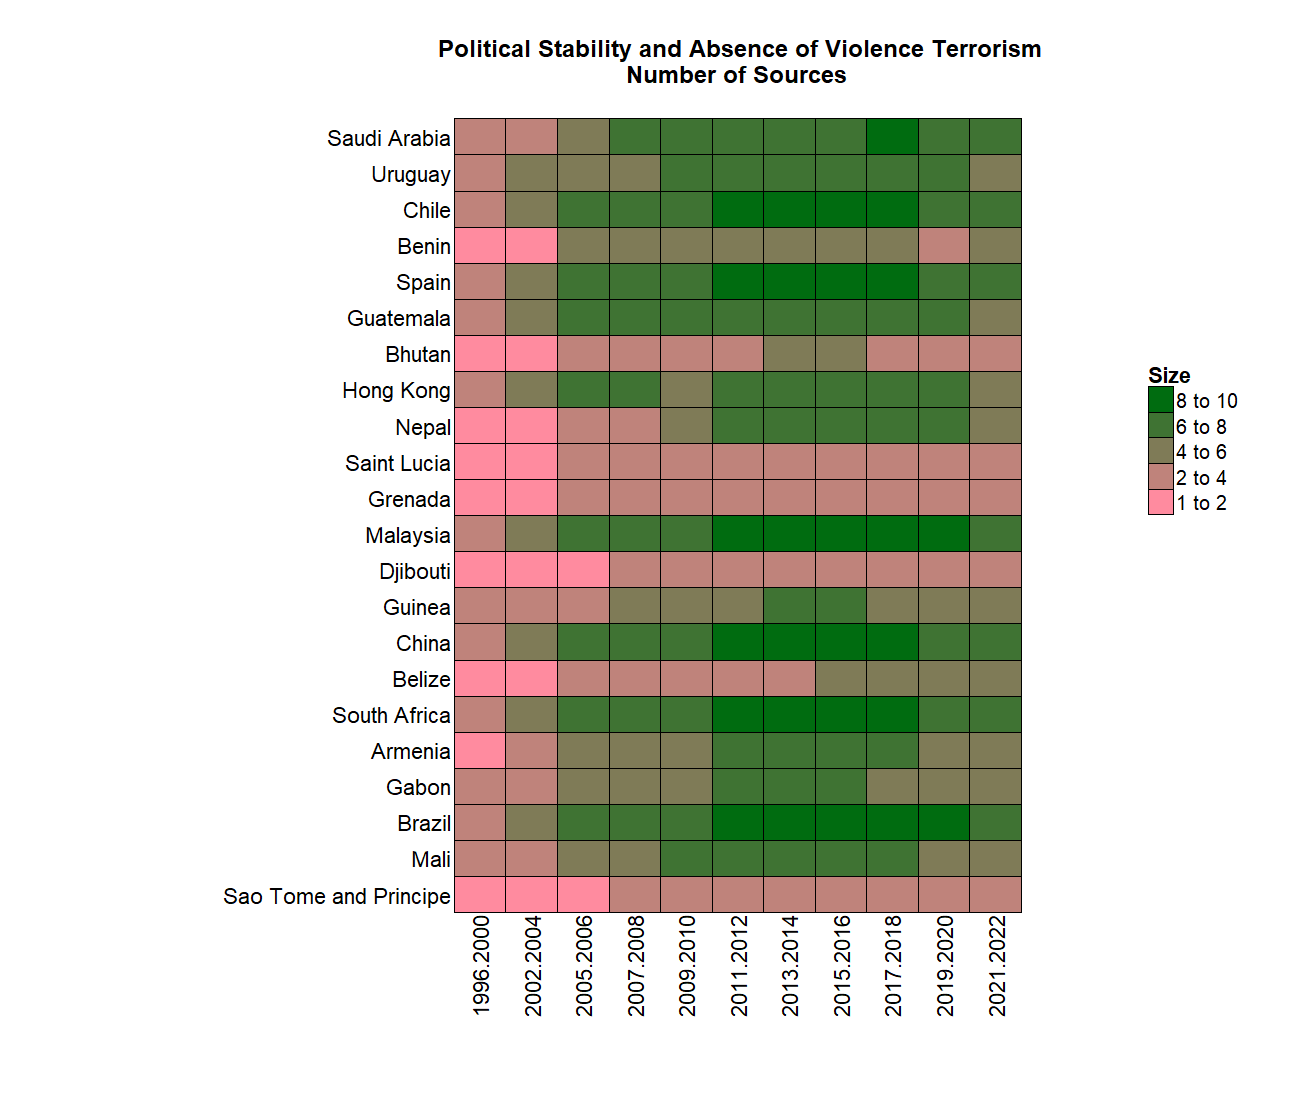 Political Stability and Absence of Violence Terrorism
Number of Sources
Saudi Arabia
Uruguay
Chile
Benin
Spain
Guatemala
Bhutan
Hong Kong
Nepal
Saint Lucia
Grenada
Malaysia
Djibouti
Guinea
China
Belize
South Africa
Armenia
Gabon
Brazil
Mali
Sao Tome and Principe
1996.2000
2002.2004
2005.2006
2007.2008
2009.2010
2011.2012
2013.2014
2015.2016
2017.2018
2019.2020
2021.2022
Size
8 to 10
6 to 8
4 to 6
2 to 4
1 to 2